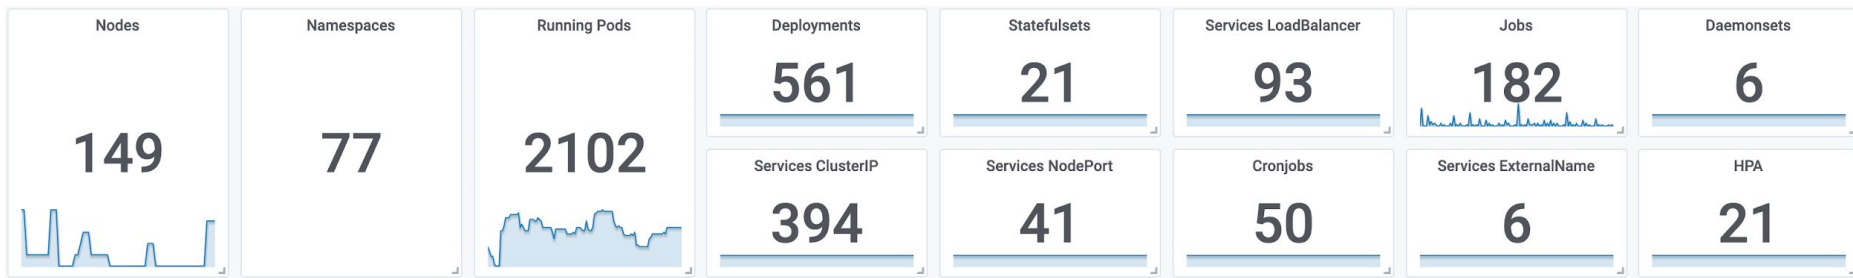 Nodes
149
Namespaces
77
Running Pods
2102
Deployments
561
Statefulsets
21
Services LoadBalancer
93
Jobs
182
Daemonsets
6
Services ClusterIP
394
Services NodePort
41
Cronjobs
50
Services ExternalName
6
HPA
21